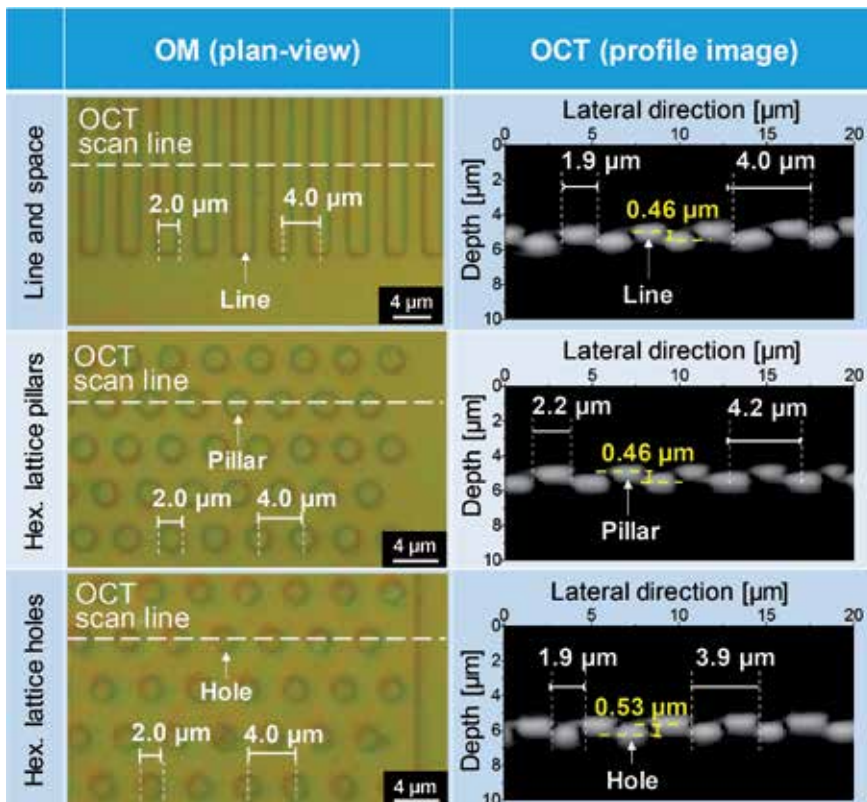 OM (plan-view)
OCT (profile image)
Line and space
OCT
scan line
2.0 µm
4.0 µm
Line
4 µm
Lateral direction [µm]
0 5 10 15 20
Depth [µm]
0
2
4
6
8
10
1.9 µm
4.0 µm
0.46 µm
Line
Hex. lattice pillars
OCT
scan line
Pillar
2.0 µm
4.0 µm
4 µm
Lateral direction [µm]
0 5 10 15 20
Depth [µm]
0
2
4
6
8
10
2.2 µm
4.2 µm
0.46 µm
Pillar
Hex. lattice holes
OCT
scan line
Hole
2.0 µm
4.0 µm
4 µm
Lateral direction [µm]
0 5 10 15 20
Depth [µm]
0
2
4
6
8
10
1.9 µm
3.9 µm
0.53 µm
Hole